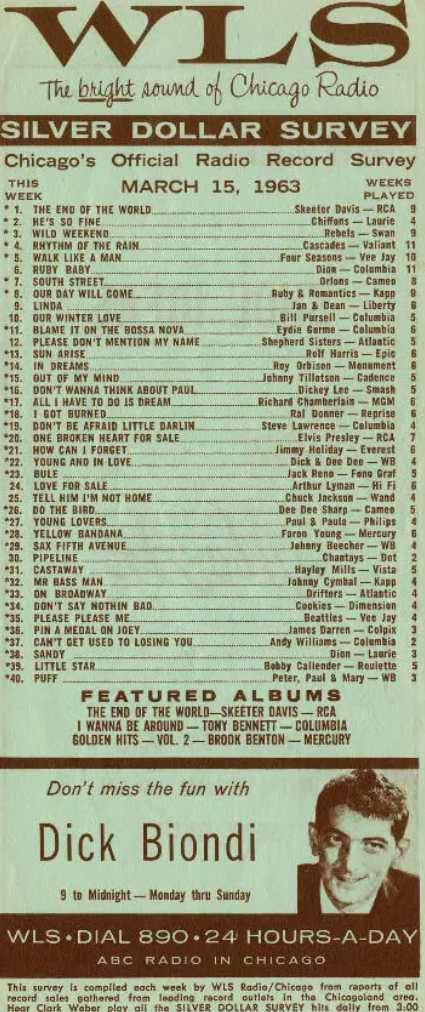 WLS
The bright sound of Chicago Radio
SILVER DOLLAR SURVEY
Chicago's Official Radio Record Survey
THIS WEEK MARCH 15, 1963 WEEKS PLAYED
* 1. THE END OF THE WORLD Skeeter Davis — RCA 9
* 2. HE'S SO FINE Chiffons — Laurie 4
* 3. WILD WEEKEND Rebels — Swan 9
* 4. RHYTHM OF THE RAIN Cascades — Valiant 11
* 5. WALK LIKE A MAN Four Seasons — Vee Jay 10
6. RUBY BABY Dion — Columbia 11
* 7. SOUTH STREET Orlons — Cameo 8
* 8. OUR DAY WILL COME Ruby & Romantics — Kapp 9
9. LINDA Jan & Dean — Liberty 6
10. OUR WINTER LOVE Bill Pursell — Columbia 5
*11. BLAME IT ON THE BOSSA NOVA Eydie Gorme — Columbia 6
12. PLEASE DON'T MENTION MY NAME Shepherd Sisters — Atlantic 5
*13. SUN ARISE Rolf Harris — Epic 6
*14. IN DREAMS Roy Orbison — Monument 6
*15. OUT OF MY MIND Johnny Tillotson — Cadence 5
*16. DON'T WANNA THINK ABOUT PAUL Dickey Lee — Smash 5
*17. ALL I HAVE TO DO IS DREAM Richard Chamberlain — MGM 6
*18. I GOT BURNED Ral Donner — Reprise 6
*19. DON'T BE AFRAID LITTLE DARLIN Steve Lawrence — Columbia 4
*20. ONE BROKEN HEART FOR SALE Elvis Presley — RCA 7
*21. HOW CAN I FORGET Jimmy Holiday — Everest 6
*22. YOUNG AND IN LOVE Dick & Dee Dee — WB 4
*23. BULE Jack Reno — Fono Graf 5
24. LOVE FOR SALE Arthur Lyman — Hi Fi 6
25. TELL HIM I'M NOT HOME Chuck Jackson — Wand 4
*26. DO THE BIRD Dee Dee Sharp — Cameo 5
*27. YOUNG LOVERS Paul & Paula — Philips 4
*28. YELLOW BANDANA Faron Young — Mercury 6
*29. SAX FIFTH AVENUE Johnny Beecher — WB 4
30. PIPELINE Chantays — Dot 2
*31. CASTAWAY Hayley Mills — Vista 5
*32. MR BASS MAN Johnny Cymbal — Kapp 4
*33. ON BROADWAY Drifters — Atlantic 4
*34. DON'T SAY NOTHIN BAD Cookies — Dimension 4
*35. PLEASE PLEASE ME Beattles — Vee Jay 4
*36. PIN A MEDAL ON JOEY James Darren — Colpix 3
*37. CAN'T GET USED TO LOSING YOU Andy Williams — Columbia 2
*38. SANDY Dion — Laurie 3
*39. LITTLE STAR Bobby Callender — Roulette 5
*40. PUFF Peter, Paul & Mary — WB 3
FEATURED ALBUMS
THE END OF THE WORLD—SKEETER DAVIS — RCA
I WANNA BE AROUND — TONY BENNETT — COLUMBIA
GOLDEN HITS — VOL. 2 — BROOK BENTON — MERCURY
Don't miss the fun with
Dick Biondi
9 to Midnight — Monday thru Sunday
WLS • DIAL 890 • 24 HOURS-A-DAY
ABC RADIO IN CHICAGO
This survey is compiled each week by WLS Radio/Chicago from reports of all
record sales gathered from leading record outlets in the Chicagoland area.
Hear Clark Weber play all the SILVER DOLLAR SURVEY hits daily from 3:00